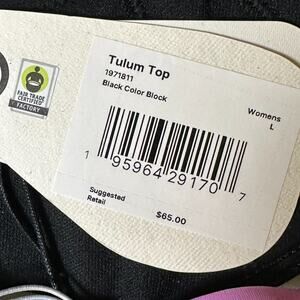 Tulum Top
1971811
Black Color Block
Womens
L
FAIR TRADE
CERTIFIED
FACTORY
1 95964 29170 7
Suggested
Retail
$65.00